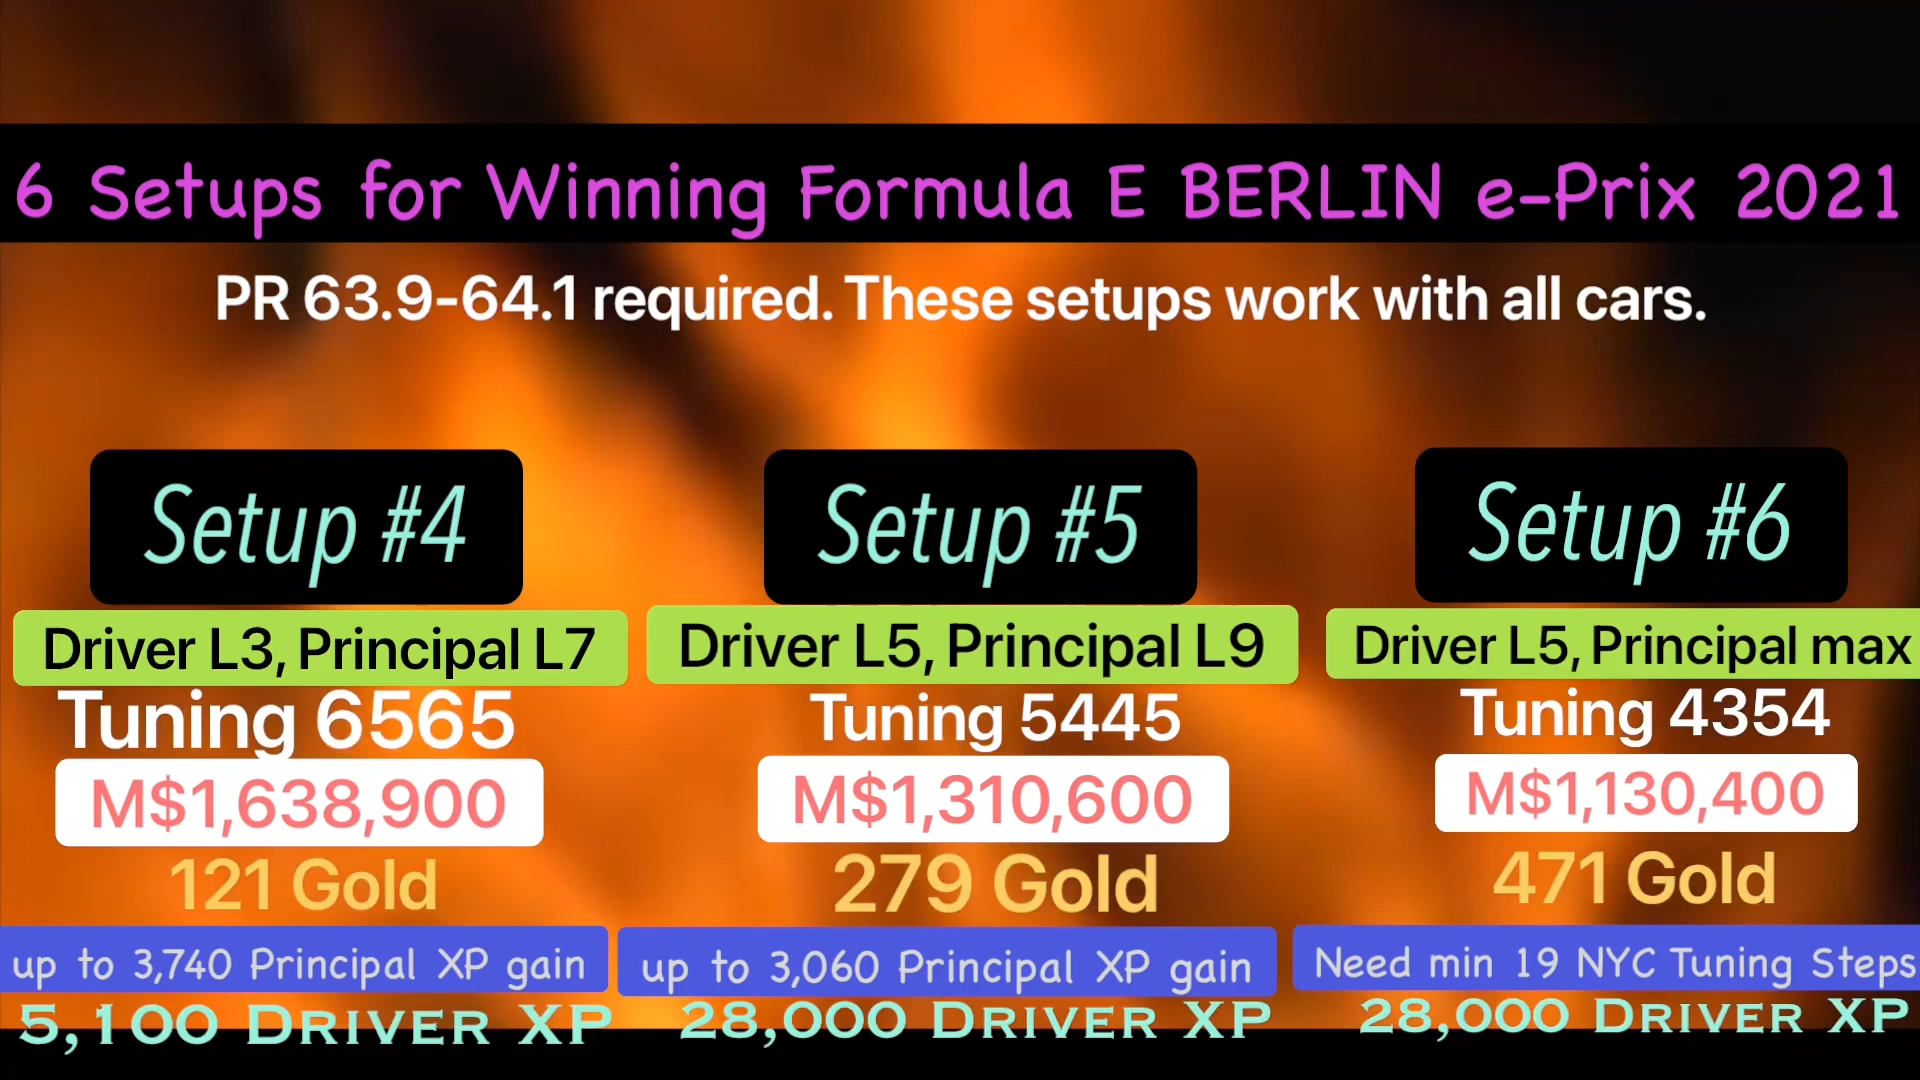 6 Setups for Winning Formula E BERLIN e-Prix 2021
PR 63.9-64.1 required. These setups work with all cars.
Setup #4
Driver L3, Principal L7
Tuning 6565
M$1,638,900
121 Gold
up to 3,740 Principal XP gain
5,100 DRIVER XP
Setup #5
Driver L5, Principal L9
Tuning 5445
M$1,310,600
279 Gold
up to 3,060 Principal XP gain
28,000 DRIVER XP
Setup #6
Driver L5, Principal max
Tuning 4354
M$1,130,400
471 Gold
Need min 19 NYC Tuning Steps
28,000 DRIVER XP